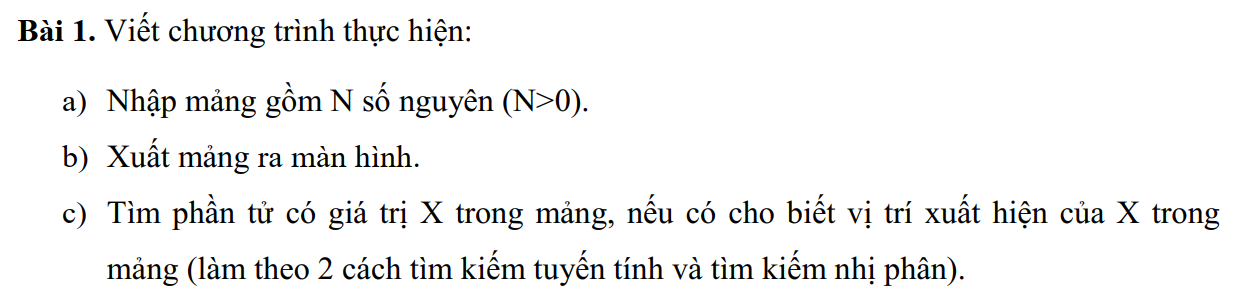 Bài 1. Viết chương trình thực hiện:
a) Nhập mảng gồm N số nguyên (N>0).
b) Xuất mảng ra màn hình.
c) Tìm phần tử có giá trị X trong mảng, nếu có cho biết vị trí xuất hiện của X trong
mảng (làm theo 2 cách tìm kiếm tuyến tính và tìm kiếm nhị phân).